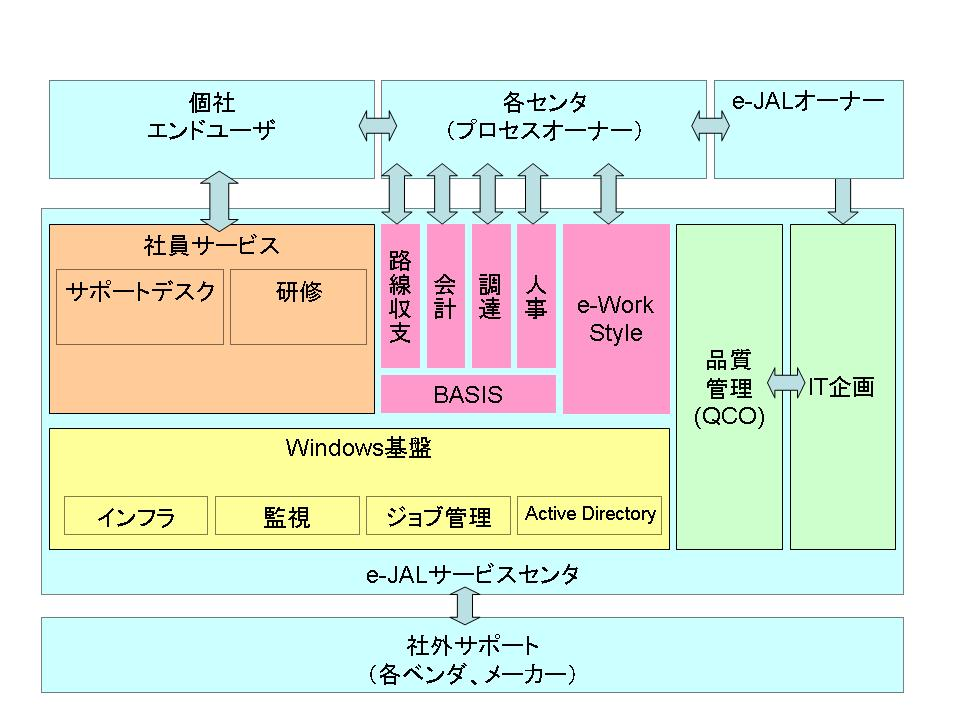 個社
エンドユーザ
各センタ
（プロセスオーナー）
e-JALオーナー
社員サービス
サポートデスク
研修
路線収支
会計
調達
人事
e-Work
Style
BASIS
品質
管理
(QCO)
IT企画
Windows基盤
インフラ
監視
ジョブ管理
Active Directory
e-JALサービスセンタ
社外サポート
（各ベンダ、メーカー）